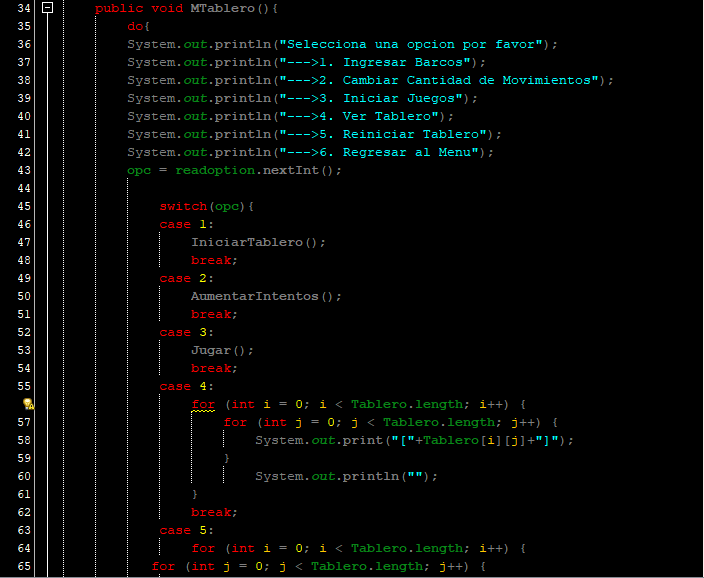 34 public void MTablero(){
35 do{
36 System.out.println("Selecciona una opcion por favor");
37 System.out.println("--->1. Ingresar Barcos");
38 System.out.println("--->2. Cambiar Cantidad de Movimientos");
39 System.out.println("--->3. Iniciar Juegos");
40 System.out.println("--->4. Ver Tablero");
41 System.out.println("--->5. Reiniciar Tablero");
42 System.out.println("--->6. Regresar al Menu");
43 opc = readoption.nextInt();
44
45 switch(opc){
46 case 1:
47 IniciarTablero();
48 break;
49 case 2:
50 AumentarIntentos();
51 break;
52 case 3:
53 Jugar();
54 break;
55 case 4:
for (int i = 0; i < Tablero.length; i++) {
57 for (int j = 0; j < Tablero.length; j++) {
58 System.out.print("["+Tablero[i][j]+"]");
59 }
60 System.out.println("");
61 }
62 break;
63 case 5:
64 for (int i = 0; i < Tablero.length; i++) {
65 for (int j = 0; j < Tablero.length; j++) {